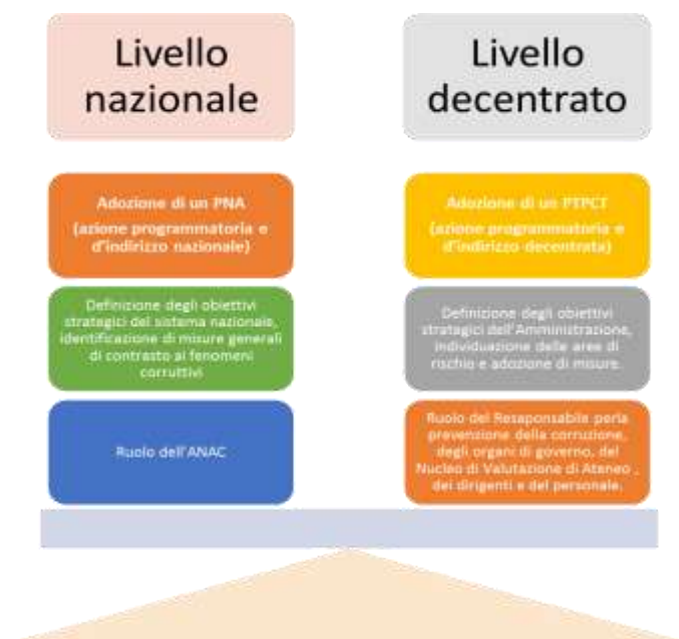 Livello
nazionale
Adozione di un PNA
(azione programmatoria e
d'indirizzo nazionale)
Definizione degli obiettivi
strategici del sistema nazionale,
identificazione di misure generali
di contrasto ai fenomeni
corruttivi
Ruolo dell'ANAC
Livello
decentrato
Adozione di un PTPCT
(azione programmatoria e
d'indirizzo decentrata)
Definizione degli obiettivi
strategici dell'Amministrazione,
individuazione delle aree di
rischio e adozione di misure.
Ruolo del Resaponsabile perla
prevenzione della corruzione,
degli organi di governo, del
Nucleo di Valutazione di Ateneo ,
dei dirigenti e del personale.